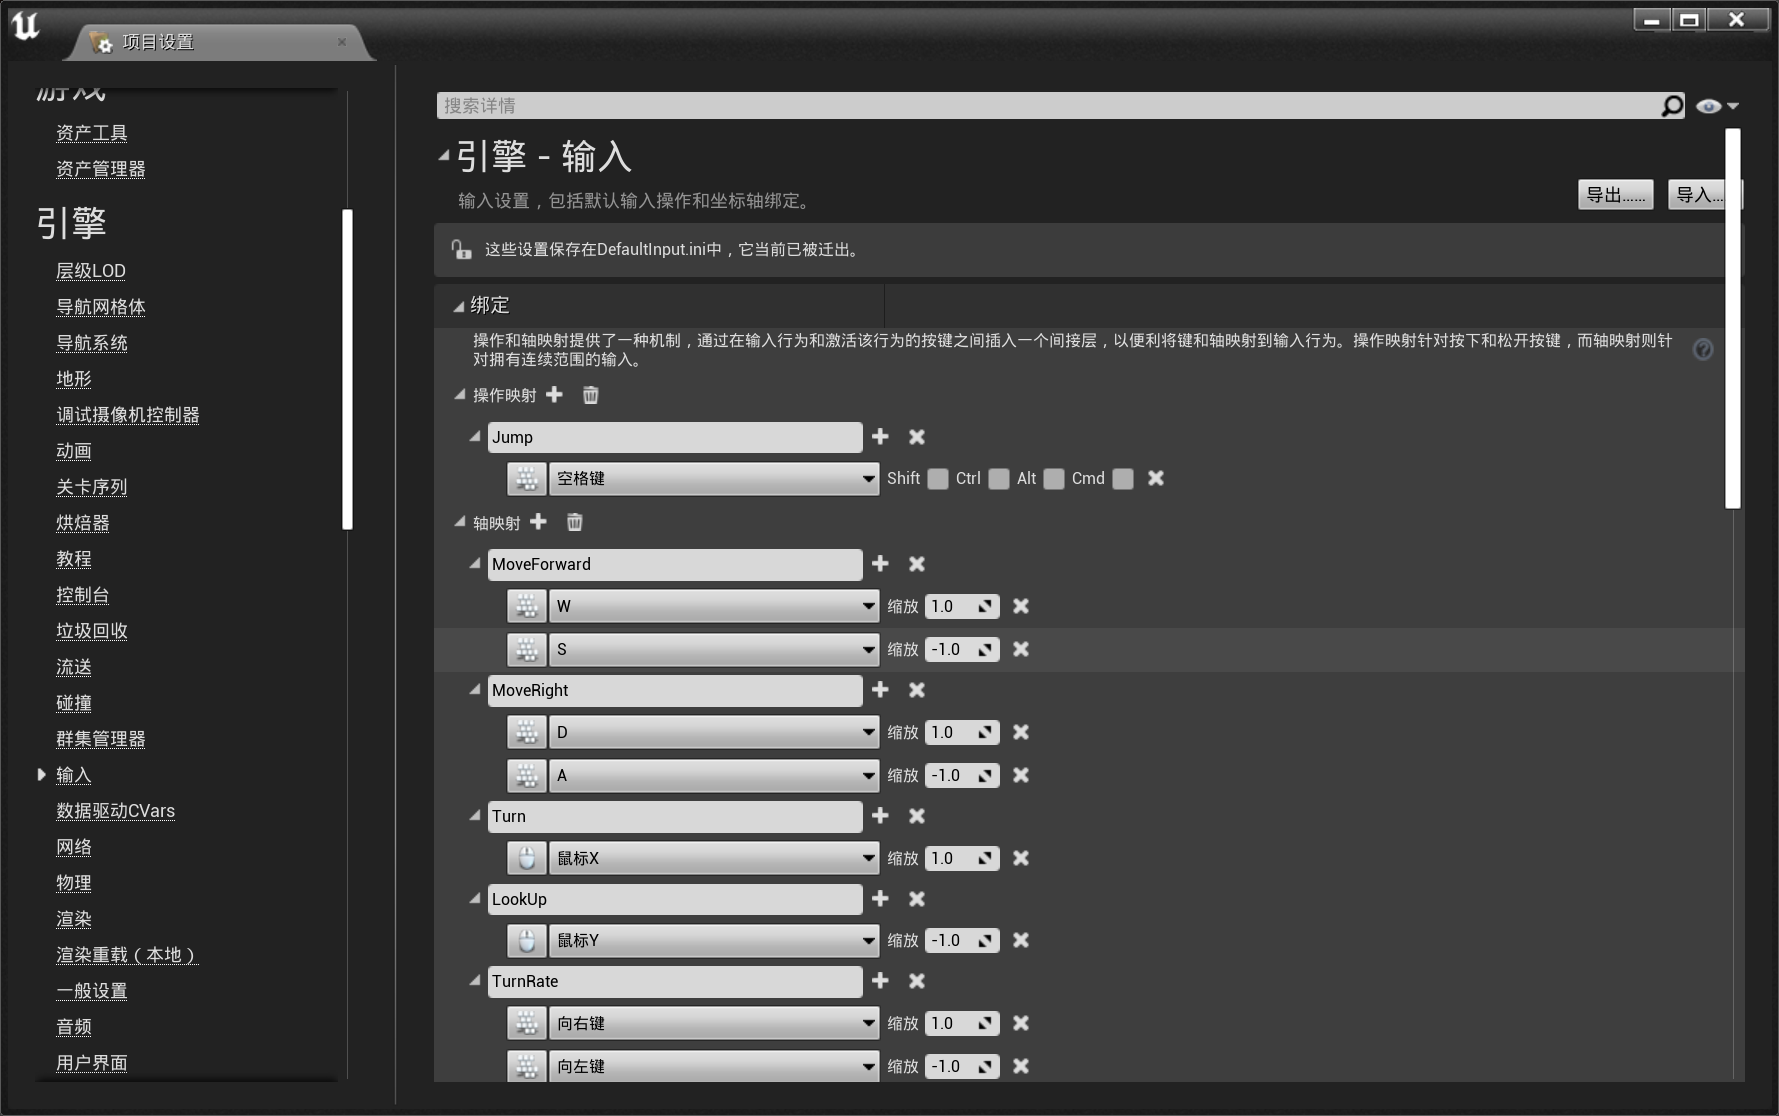 项目设置
游戏
资产工具
资产管理器
引擎
层级LOD
导航网格体
导航系统
地形
调试摄像机控制器
动画
关卡序列
烘焙器
教程
控制台
垃圾回收
流送
碰撞
群集管理器
输入
数据驱动CVars
网络
物理
渲染
渲染重载（本地）
一般设置
音频
用户界面
搜索详情
引擎 - 输入
输入设置，包括默认输入操作和坐标轴绑定。
导出...... 导入...
这些设置保存在DefaultInput.ini中，它当前已被迁出。
绑定
操作和轴映射提供了一种机制，通过在输入行为和激活该行为的按键之间插入一个间接层，以便利将键和轴映射到输入行为。操作映射针对按下和松开按键，而轴映射则针
对拥有连续范围的输入。
操作映射
Jump
空格键 Shift Ctrl Alt Cmd
轴映射
MoveForward
W 缩放 1.0
S 缩放 -1.0
MoveRight
D 缩放 1.0
A 缩放 -1.0
Turn
鼠标X 缩放 1.0
LookUp
鼠标Y 缩放 -1.0
TurnRate
向右键 缩放 1.0
向左键 缩放 -1.0